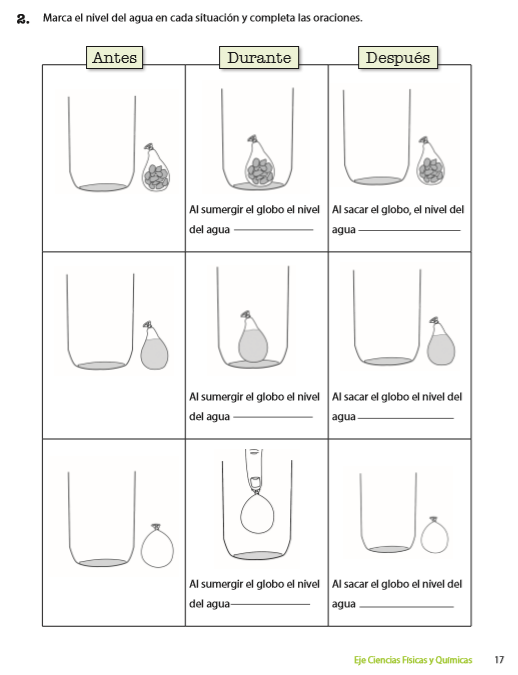 2. Marca el nivel del agua en cada situación y completa las oraciones.
Antes
Durante
Después
Al sumergir el globo el nivel
del agua
Al sacar el globo, el nivel del
agua
Al sumergir el globo el nivel
del agua
Al sacar el globo el nivel del
agua
Al sumergir el globo el nivel
del agua
Al sacar el globo el nivel del
agua
Eje Ciencias Físicas y Químicas 17